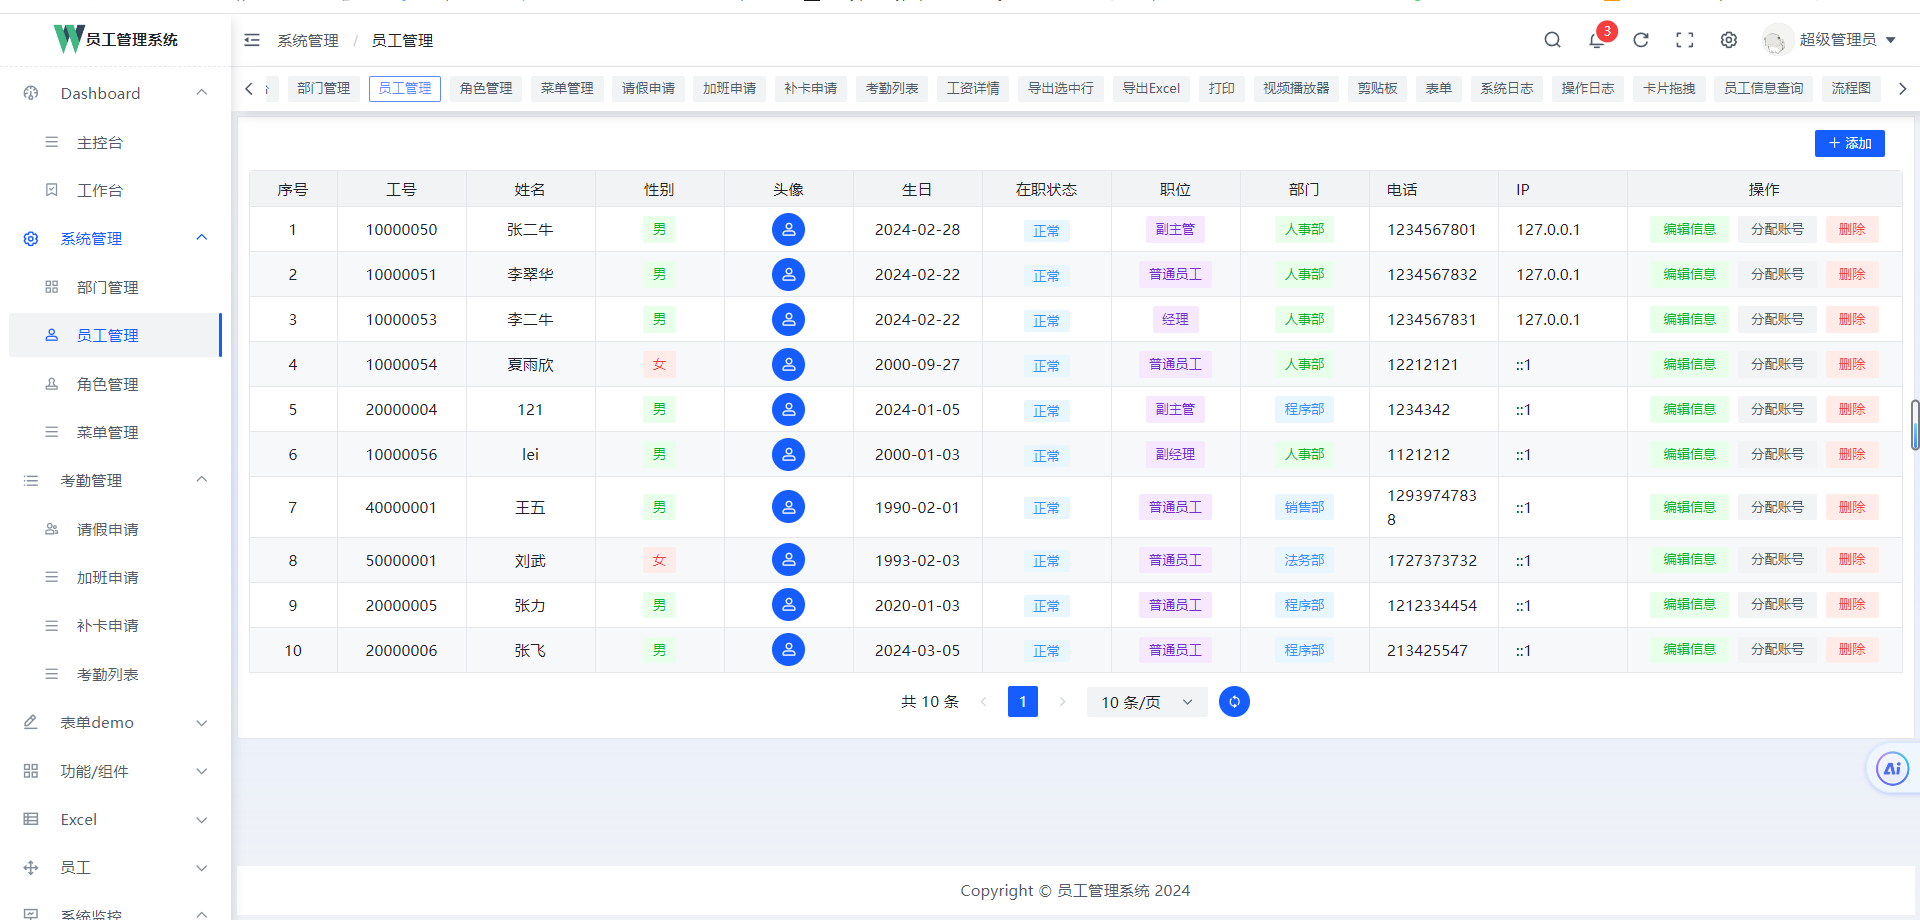 员工管理系统
系统管理 / 员工管理
3
超级管理员
部门管理 员工管理 角色管理 菜单管理 请假申请 加班申请 补卡申请 考勤列表 工资详情 导出选中行 导出Excel 打印 视频播放器 剪贴板 表单 系统日志 操作日志 卡片拖拽 员工信息查询 流程图
Dashboard
主控台
工作台
系统管理
部门管理
员工管理
角色管理
菜单管理
考勤管理
请假申请
加班申请
补卡申请
考勤列表
表单demo
功能/组件
Excel
员工
系统监控
+ 添加
序号 工号 姓名 性别 头像 生日 在职状态 职位 部门 电话 IP 操作
1 10000050 张二牛 男 2024-02-28 正常 副主管 人事部 1234567801 127.0.0.1 编辑信息 分配账号 删除
2 10000051 李翠华 男 2024-02-22 正常 普通员工 人事部 1234567832 127.0.0.1 编辑信息 分配账号 删除
3 10000053 李二牛 男 2024-02-22 正常 经理 人事部 1234567831 127.0.0.1 编辑信息 分配账号 删除
4 10000054 夏雨欣 女 2000-09-27 正常 普通员工 人事部 12212121 ::1 编辑信息 分配账号 删除
5 20000004 121 男 2024-01-05 正常 副主管 程序部 1234342 ::1 编辑信息 分配账号 删除
6 10000056 lei 男 2000-01-03 正常 副经理 人事部 1121212 ::1 编辑信息 分配账号 删除
7 40000001 王五 男 1990-02-01 正常 普通员工 销售部 1293974783
8 ::1 编辑信息 分配账号 删除
8 50000001 刘武 女 1993-02-03 正常 普通员工 法务部 1727373732 ::1 编辑信息 分配账号 删除
9 20000005 张力 男 2020-01-03 正常 普通员工 程序部 1212334454 ::1 编辑信息 分配账号 删除
10 20000006 张飞 男 2024-03-05 正常 普通员工 程序部 213425547 ::1 编辑信息 分配账号 删除
共 10 条 1 10 条/页
Ai
Copyright © 员工管理系统 2024